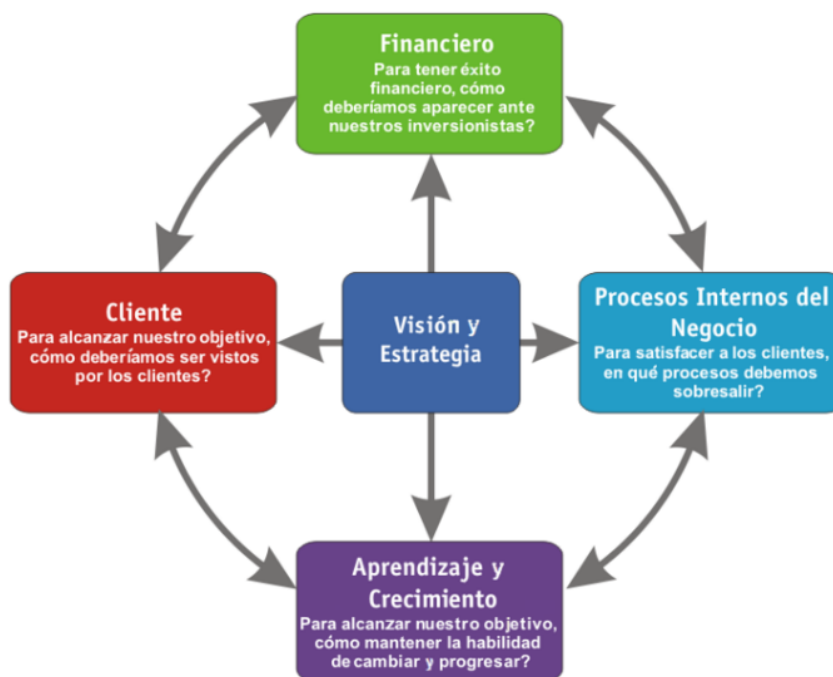 Financiero
Para tener éxito
financiero, cómo
deberíamos aparecer ante
nuestros inversionistas?
Cliente
Para alcanzar nuestro objetivo,
cómo deberíamos ser vistos
por los clientes?
Visión y
Estrategia
Procesos Internos del
Negocio
Para satisfacer a los clientes,
en qué procesos debemos
sobresalir?
Aprendizaje y
Crecimiento
Para alcanzar nuestro objetivo,
cómo mantener la habilidad
de cambiar y progresar?